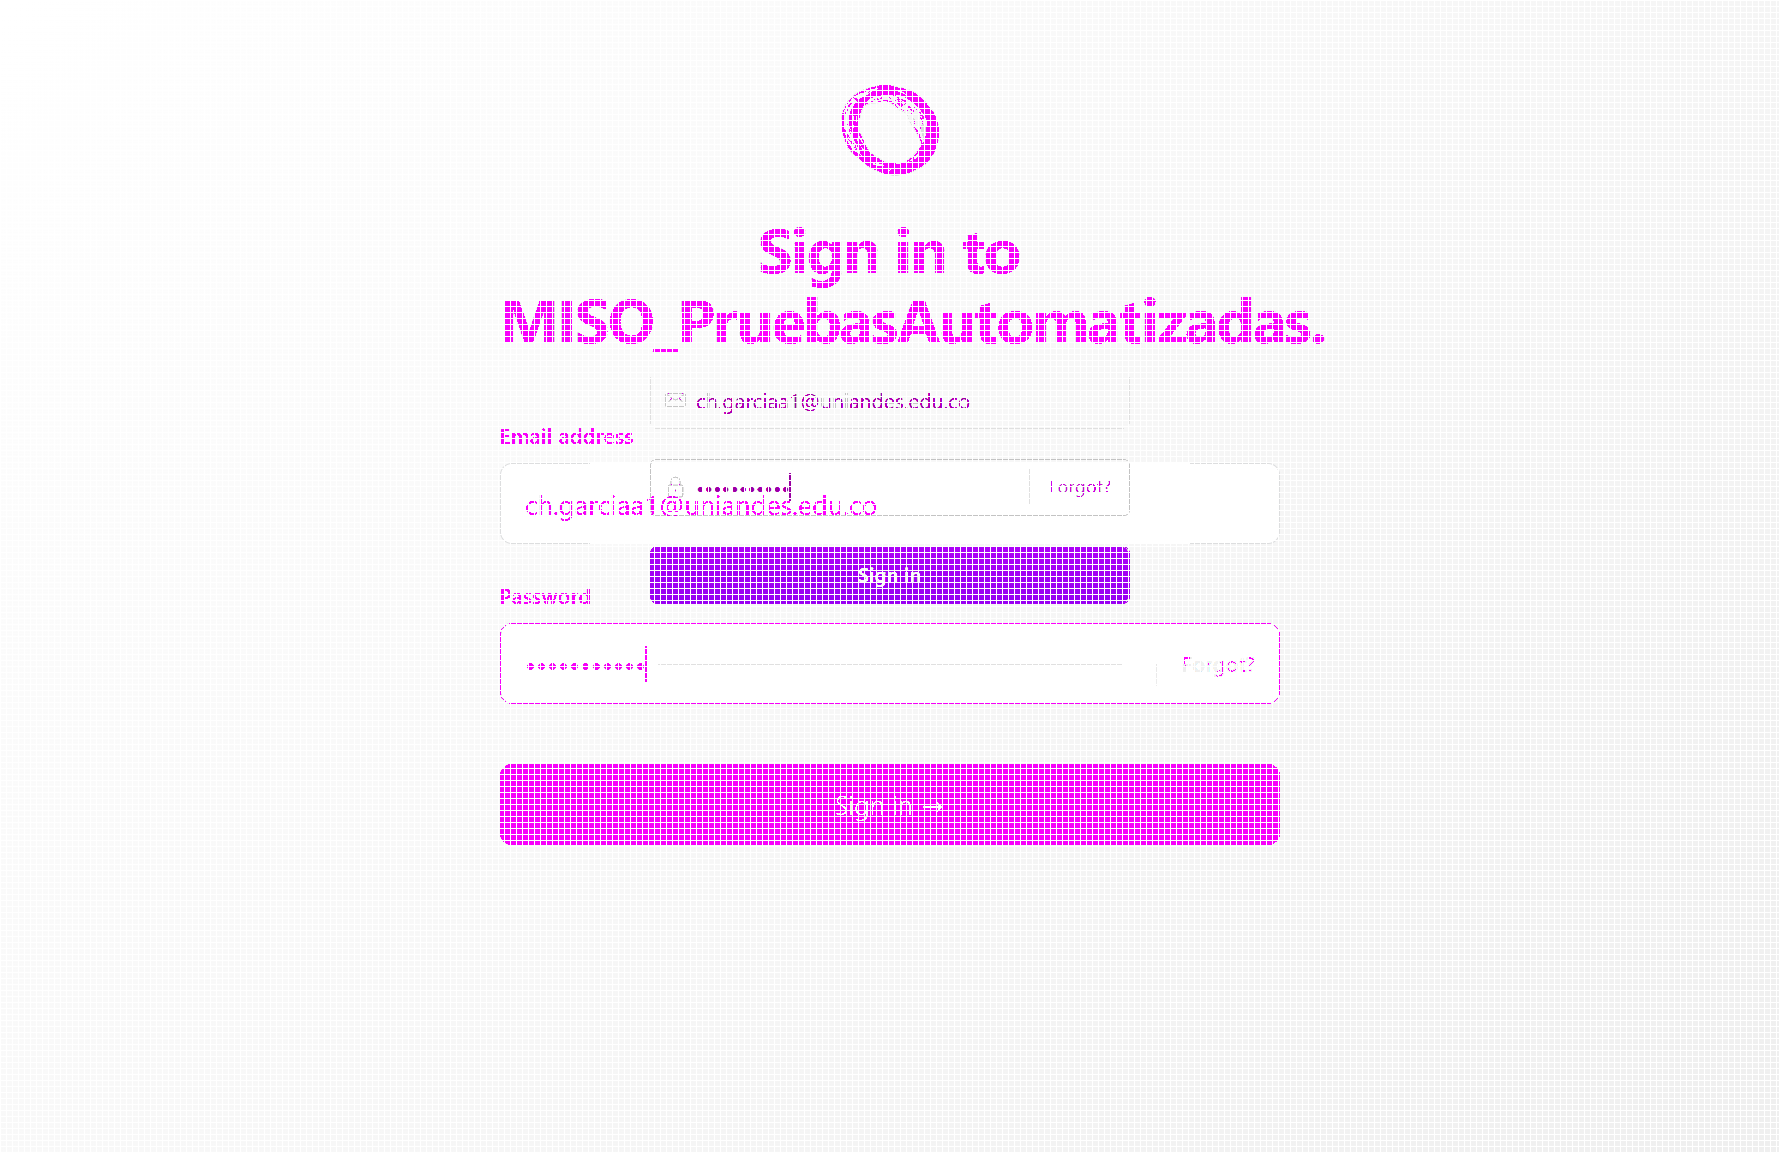 Sign in to
MISO_PruebasAutomatizadas.
ch.garciaa1@uniandes.edu.co
Email address
Forgot?
ch.garciaa1@uniandes.edu.co
Sign in
Password
Forgot?
Sign in →